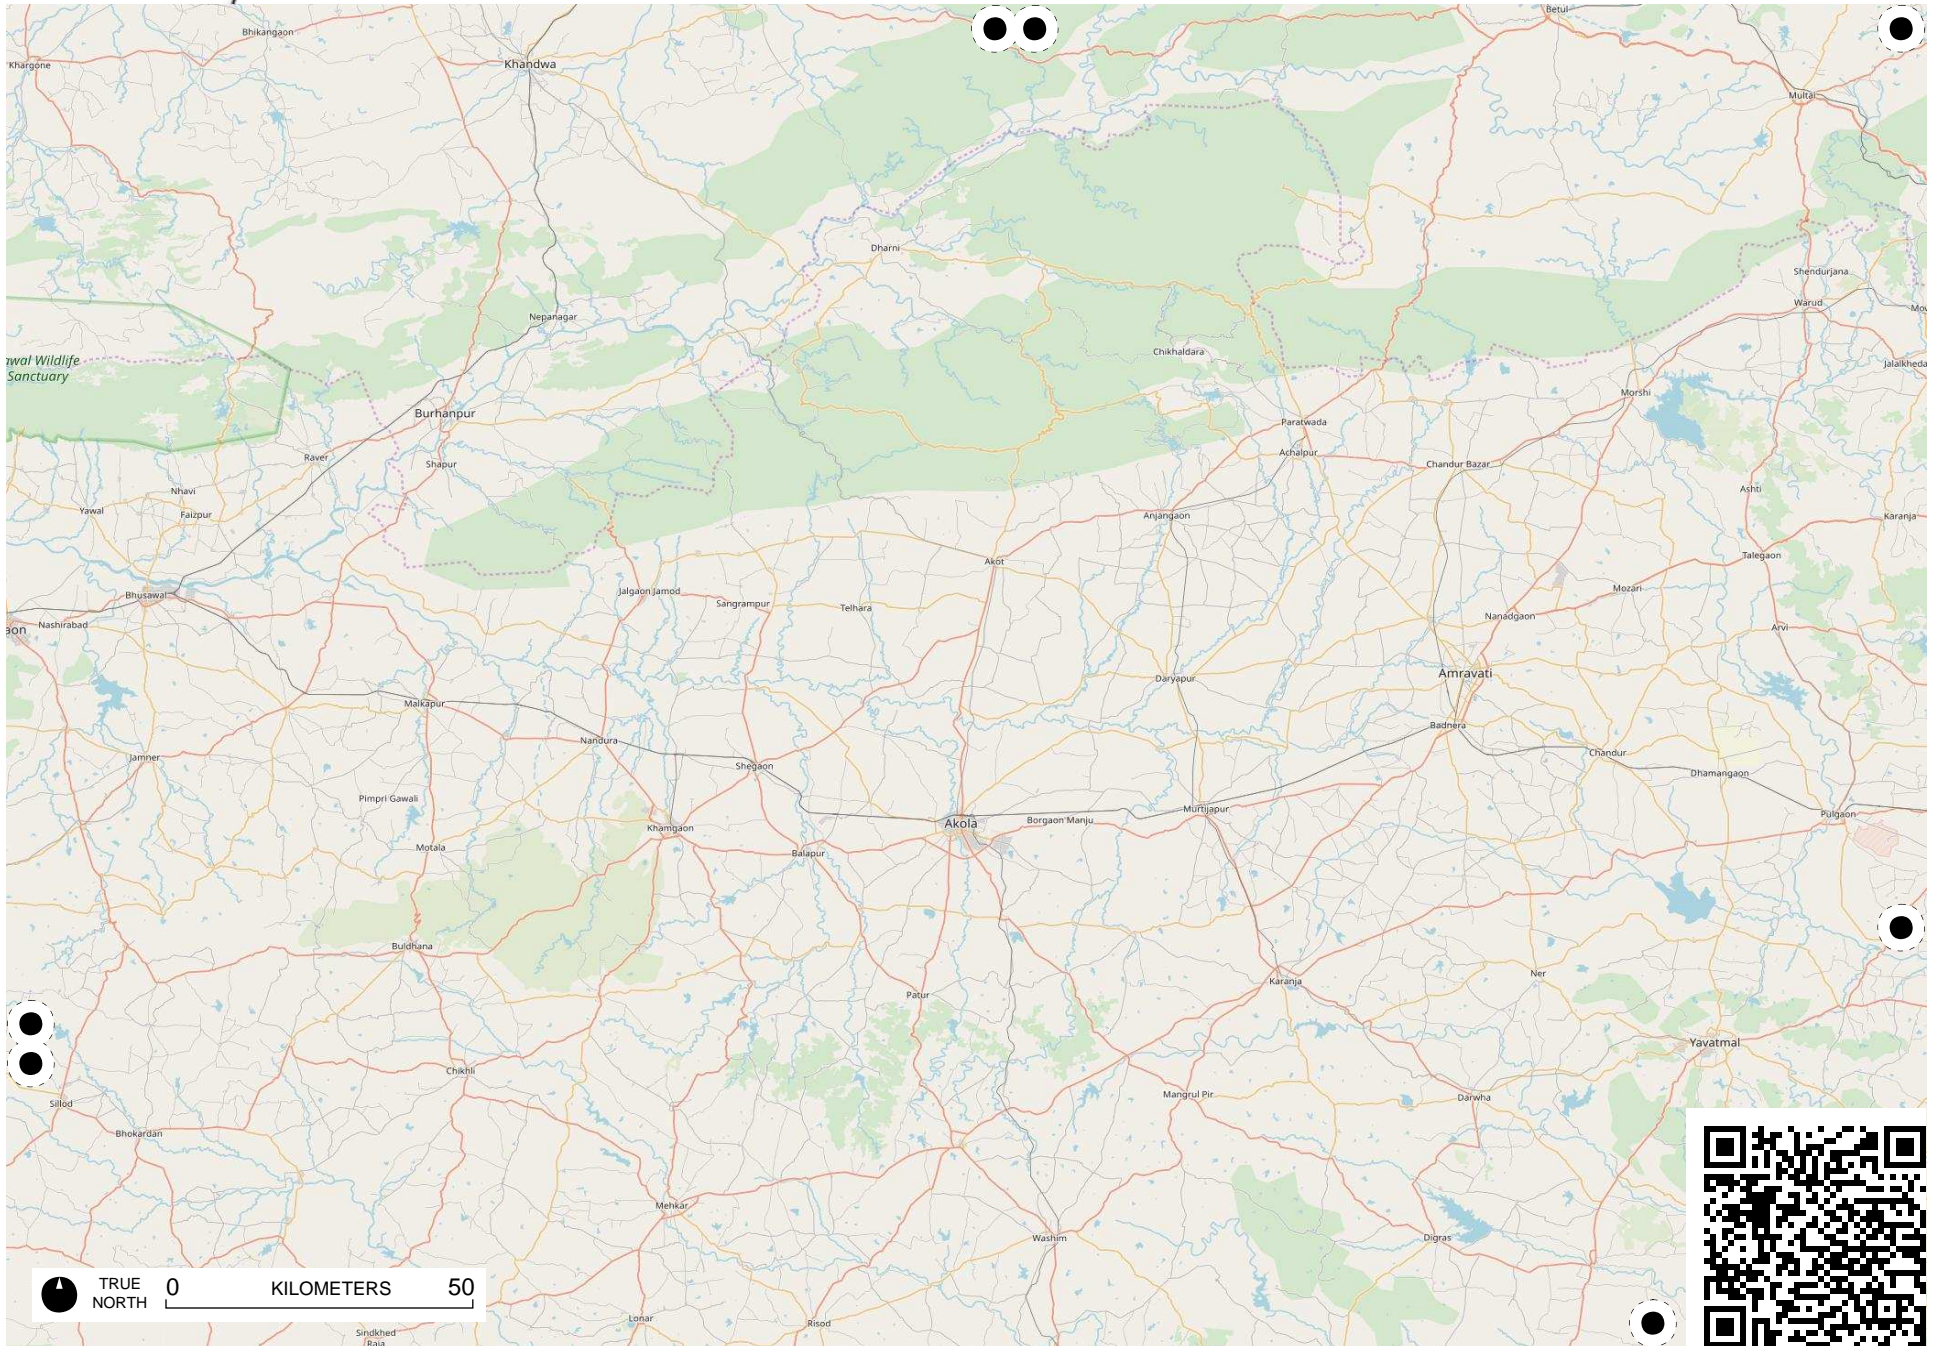 Betul
Bhikangaon
Khargone
Khandwa
Multai
Dharni
Shendurjana
Warud
Nepanagar
Chikhaldara
awal Wildlife
Sanctuary
Jalalkheda
Morshi
Burhanpur
Paratwada
Raver
Shapur
Achalpur
Chandur Bazar
Nhavi
Ashti
Yawal
Faizpur
Anjangaon
Karanja
Akot
Talegaon
Bhusawal
Jalgaon Jamod
Sangrampur
Telhara
Mozari
Nanadgaon
aon
Nashirabad
Arvi
Daryapur
Amravati
Malkapur
Badnera
Nandura
Chandur
Jamner
Shegaon
Dhamangaon
Pimpri Gawali
Murtijapur
Pulgaon
Khamgaon
Akola
Borgaon Manju
Motala
Balapur
Buldhana
Ner
Karanja
Patur
Yavatmal
Chikhli
Mangrul Pir
Darwha
Sillod
Bhokardan
Mehkar
Washim
Digras
TRUE
NORTH
0 KILOMETERS 50
Lonar
Risod
Sindkhed
Raja